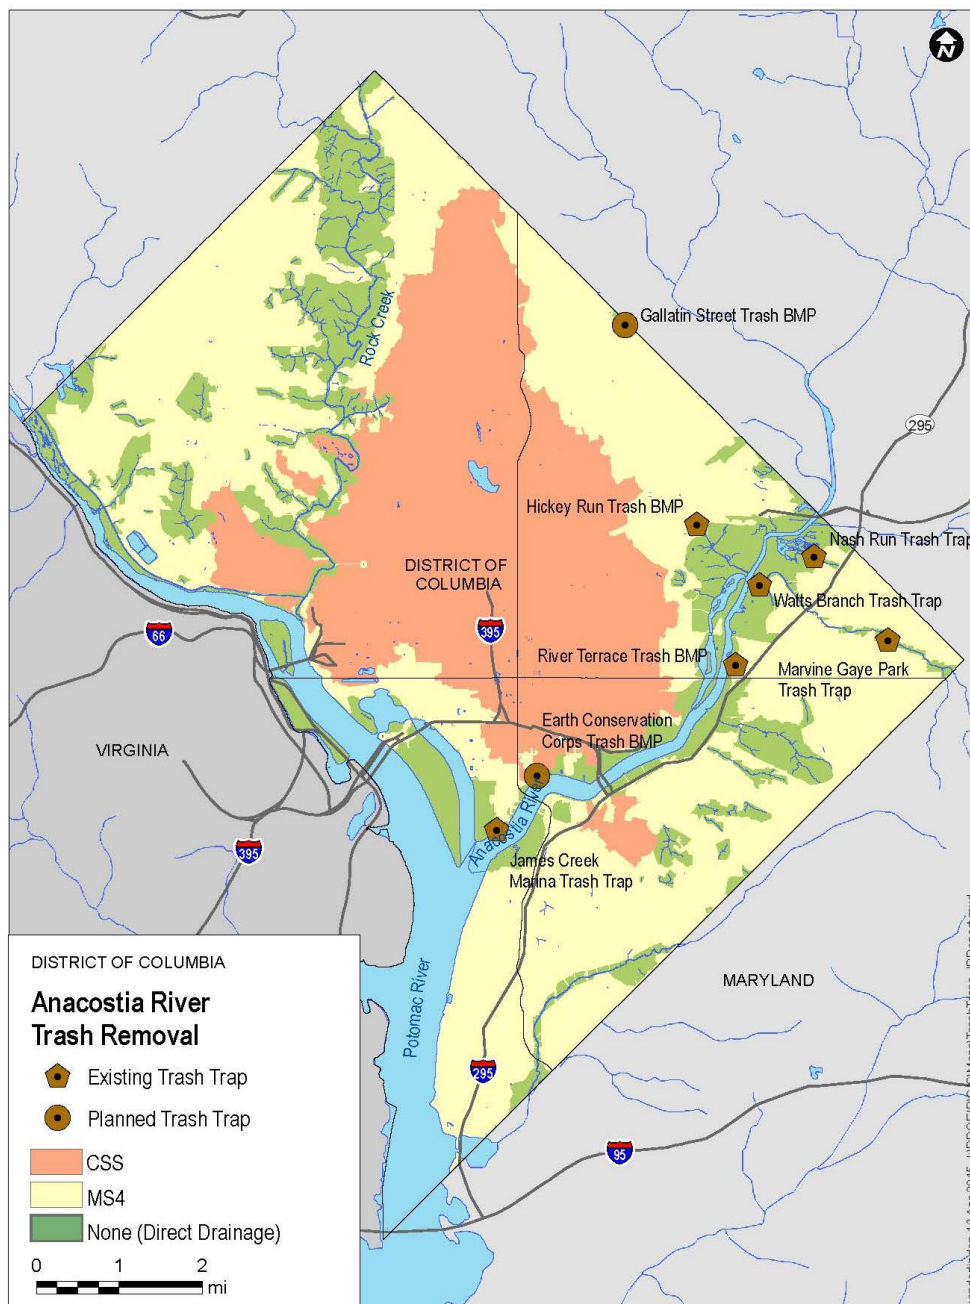 N
Gallatin Street Trash BMP
Rock Creek
295
Hickey Run Trash BMP
Nash Run Trash Trap
DISTRICT OF
COLUMBIA
Watts Branch Trash Trap
395
66
River Terrace Trash BMP
Marvine Gaye Park
Trash Trap
Earth Conservation
Corps Trash BMP
VIRGINIA
Anacostia River
395
James Creek
Marina Trash Trap
MARYLAND
Potomac River
295
95
DISTRICT OF COLUMBIA
Anacostia River
Trash Removal
Existing Trash Trap
Planned Trash Trap
CSS
MS4
None (Direct Drainage)
0 1 2
mi